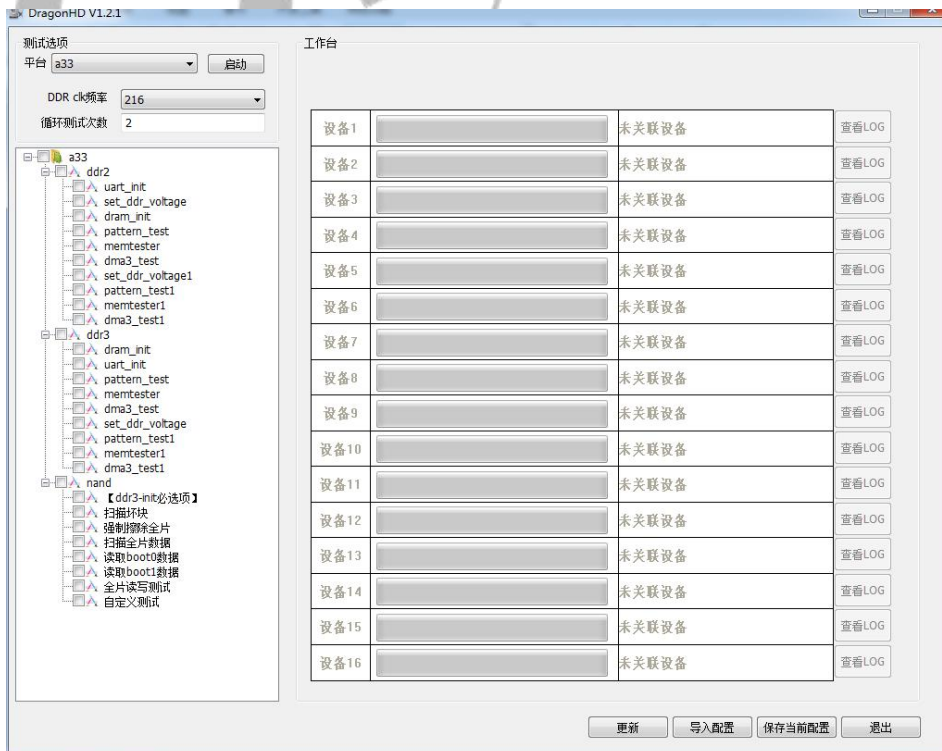 DragonHD V1.2.1
测试选项
平台 a33 启动
DDR clk频率 216
循环测试次数 2
a33
ddr2
uart_init
set_ddr_voltage
dram_init
pattern_test
memtester
dma3_test
set_ddr_voltage1
pattern_test1
memtester1
dma3_test1
ddr3
dram_init
uart_init
pattern_test
memtester
dma3_test
set_ddr_voltage
pattern_test1
memtester1
dma3_test1
nand
【ddr3-init必选项】
扫描坏块
强制擦除全片
扫描全片数据
读取boot0数据
读取boot1数据
全片读写测试
自定义测试
工作台
设备1 未关联设备 查看LOG
设备2 未关联设备 查看LOG
设备3 未关联设备 查看LOG
设备4 未关联设备 查看LOG
设备5 未关联设备 查看LOG
设备6 未关联设备 查看LOG
设备7 未关联设备 查看LOG
设备8 未关联设备 查看LOG
设备9 未关联设备 查看LOG
设备10 未关联设备 查看LOG
设备11 未关联设备 查看LOG
设备12 未关联设备 查看LOG
设备13 未关联设备 查看LOG
设备14 未关联设备 查看LOG
设备15 未关联设备 查看LOG
设备16 未关联设备 查看LOG
更新 导入配置 保存当前配置 退出